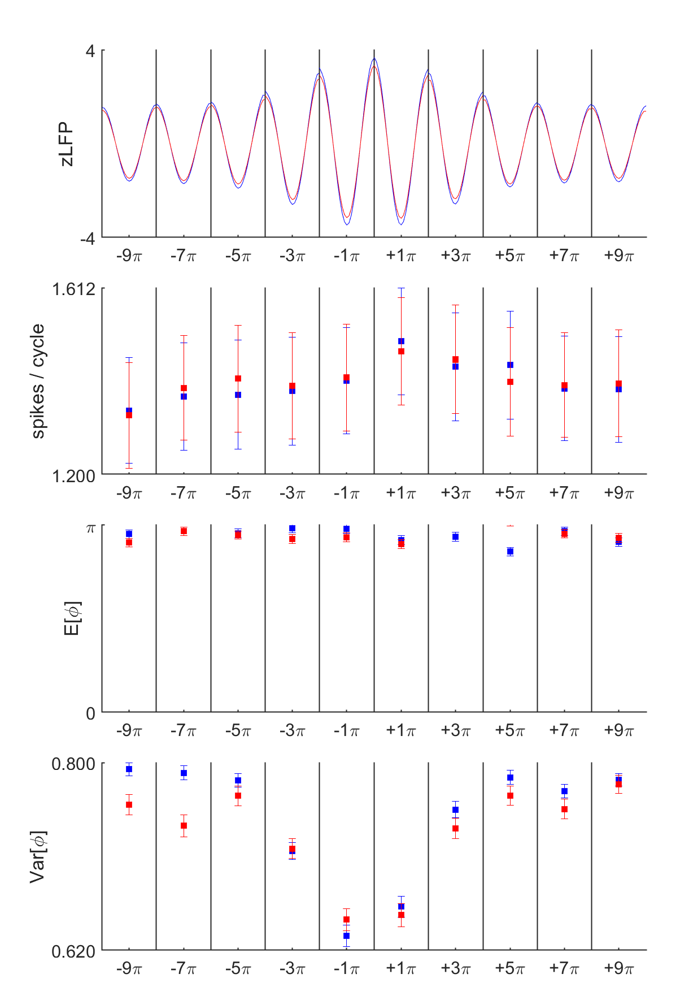 4
zLFP
-4
-9π -7π -5π -3π -1π +1π +3π +5π +7π +9π
1.612
spikes / cycle
1.200
-9π -7π -5π -3π -1π +1π +3π +5π +7π +9π
π
E[ϕ]
0
-9π -7π -5π -3π -1π +1π +3π +5π +7π +9π
0.800
Var[ϕ]
0.620
-9π -7π -5π -3π -1π +1π +3π +5π +7π +9π